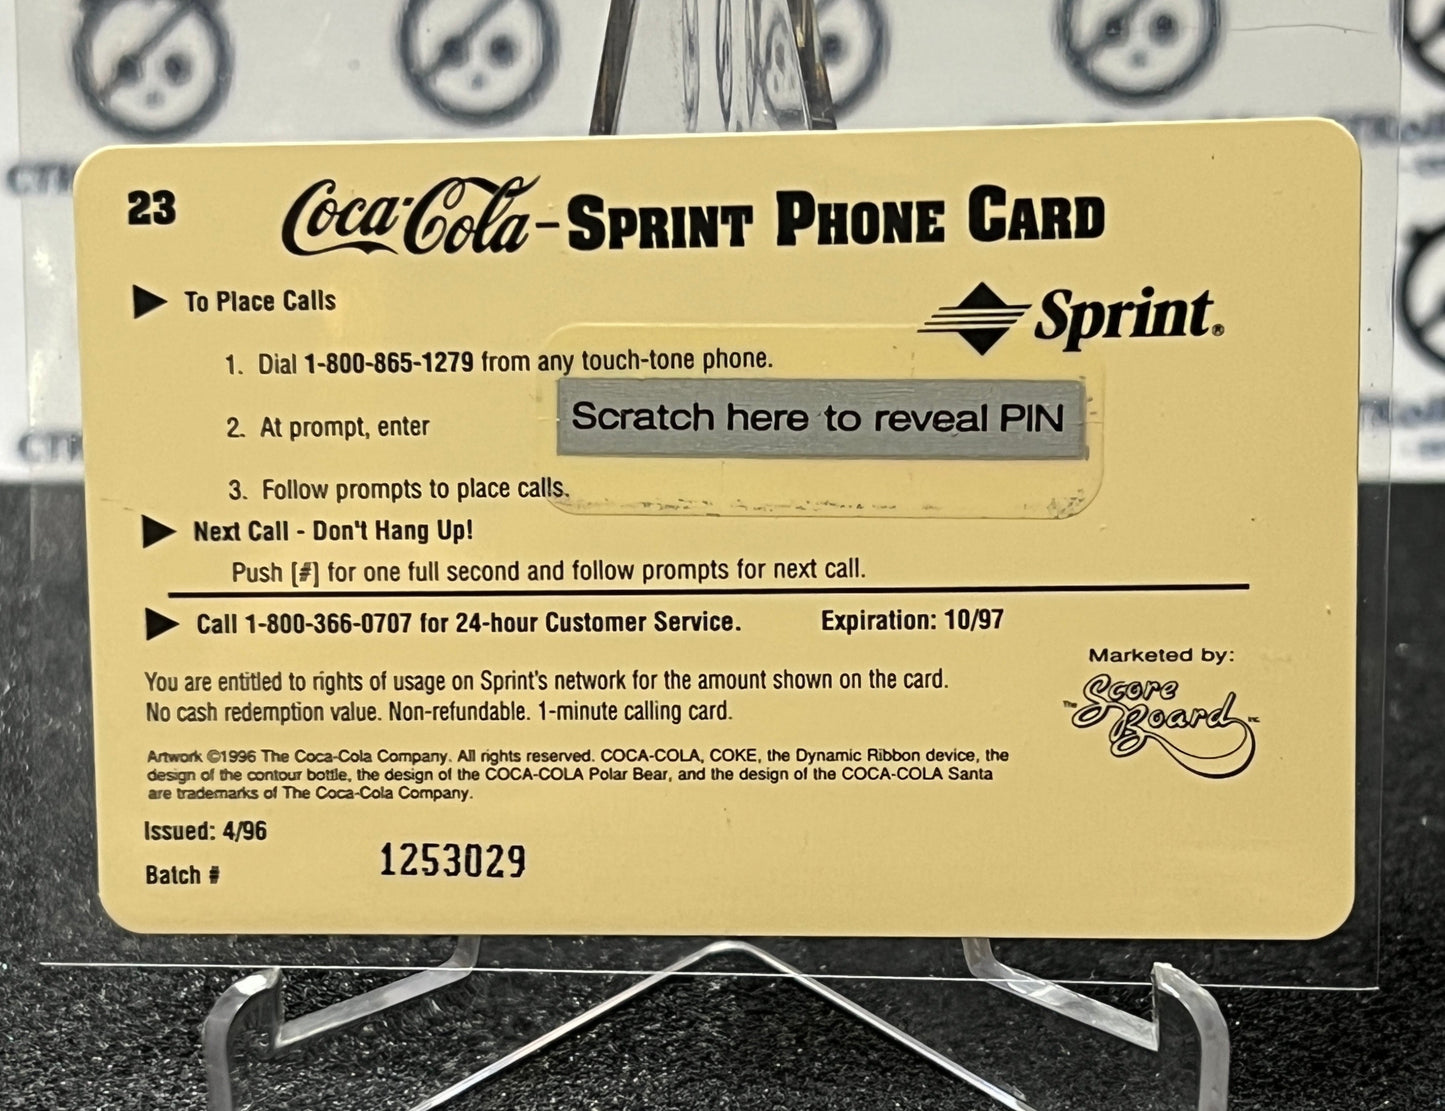 23
Coca-Cola - SPRINT PHONE CARD
To Place Calls
Sprint®
1. Dial 1-800-865-1279 from any touch-tone phone.
2. At prompt, enter
Scratch here to reveal PIN
3. Follow prompts to place calls.
Next Call - Don't Hang Up!
Push [#] for one full second and follow prompts for next call.
Call 1-800-366-0707 for 24-hour Customer Service. Expiration: 10/97
Marketed by:
The Score Board INC
You are entitled to rights of usage on Sprint's network for the amount shown on the card.
No cash redemption value. Non-refundable. 1-minute calling card.
Artwork ©1996 The Coca-Cola Company. All rights reserved. COCA-COLA, COKE, the Dynamic Ribbon device, the
design of the contour bottle, the design of the COCA-COLA Polar Bear, and the design of the COCA-COLA Santa
are trademarks of The Coca-Cola Company.
Issued: 4/96
Batch # 1253029